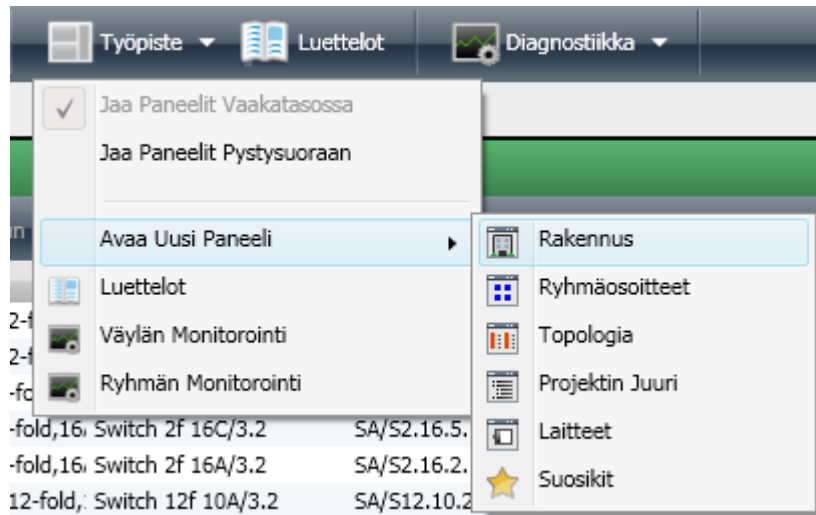 Työpiste Luettelot Diagnostiikka
Jaa Paneelit Vaakatasossa
Jaa Paneelit Pystysuoraan
Avaa Uusi Paneeli
Luettelot
Väylän Monitorointi
Ryhmän Monitorointi
Rakennus
Ryhmäosoitteet
Topologia
Projektin Juuri
Laitteet
Suosikit
-fold,16, Switch 2f 16C/3.2 SA/S2.16.5.
-fold,16, Switch 2f 16A/3.2 SA/S2.16.2.
12-fold, Switch 12f 10A/3.2 SA/S12.10.2